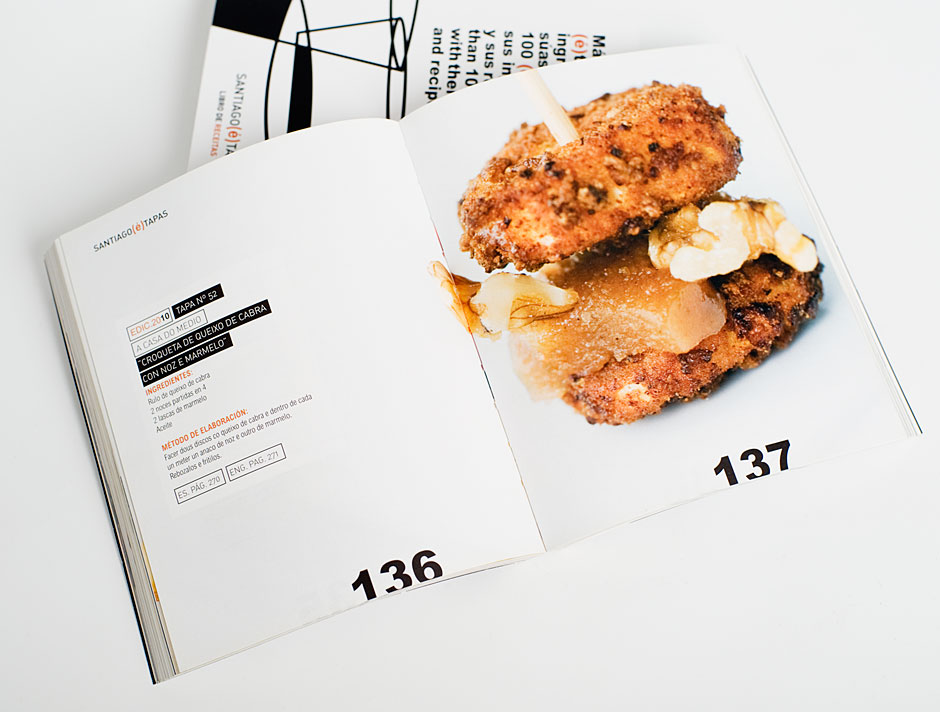 SANTIAGO(é)TAPAS
LIBRO DE RECEITAS
Má
(é)t
ingr
suas
100 (
sus in
y sus r
than 10
with the
and recip
SANTIAGO(é)TAPAS
EDIC.2010 TAPA Nº 52
A CASA DO MEDIO
"CROQUETA DE QUEIXO DE CABRA
CON NOZ E MARMELO"
INGREDIENTES:
Rulo de queixo de cabra
2 noces partidas en 4
2 lascas de marmelo
Aceite
MÉTODO DE ELABORACIÓN:
Facer dous discos co queixo de cabra e dentro de cada
un meter un anaco de noz e outro de marmelo.
Rebozalos e fritilos.
ES. PÁG. 270 ENG. PAG. 271
136
137